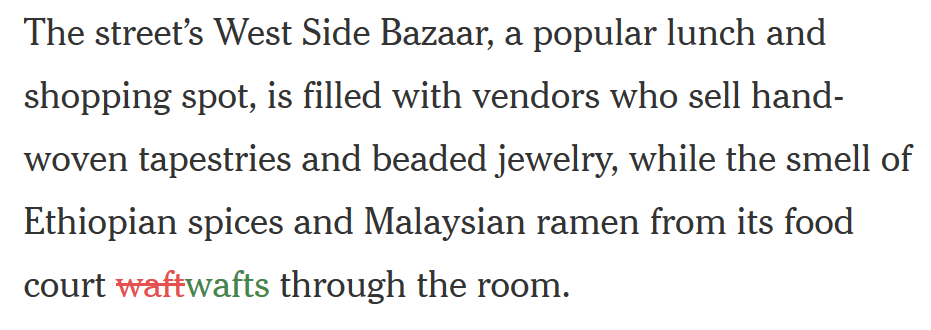 The street’s West Side Bazaar, a popular lunch and
shopping spot, is filled with vendors who sell hand-
woven tapestries and beaded jewelry, while the smell of
Ethiopian spices and Malaysian ramen from its food
court waftwafts through the room.